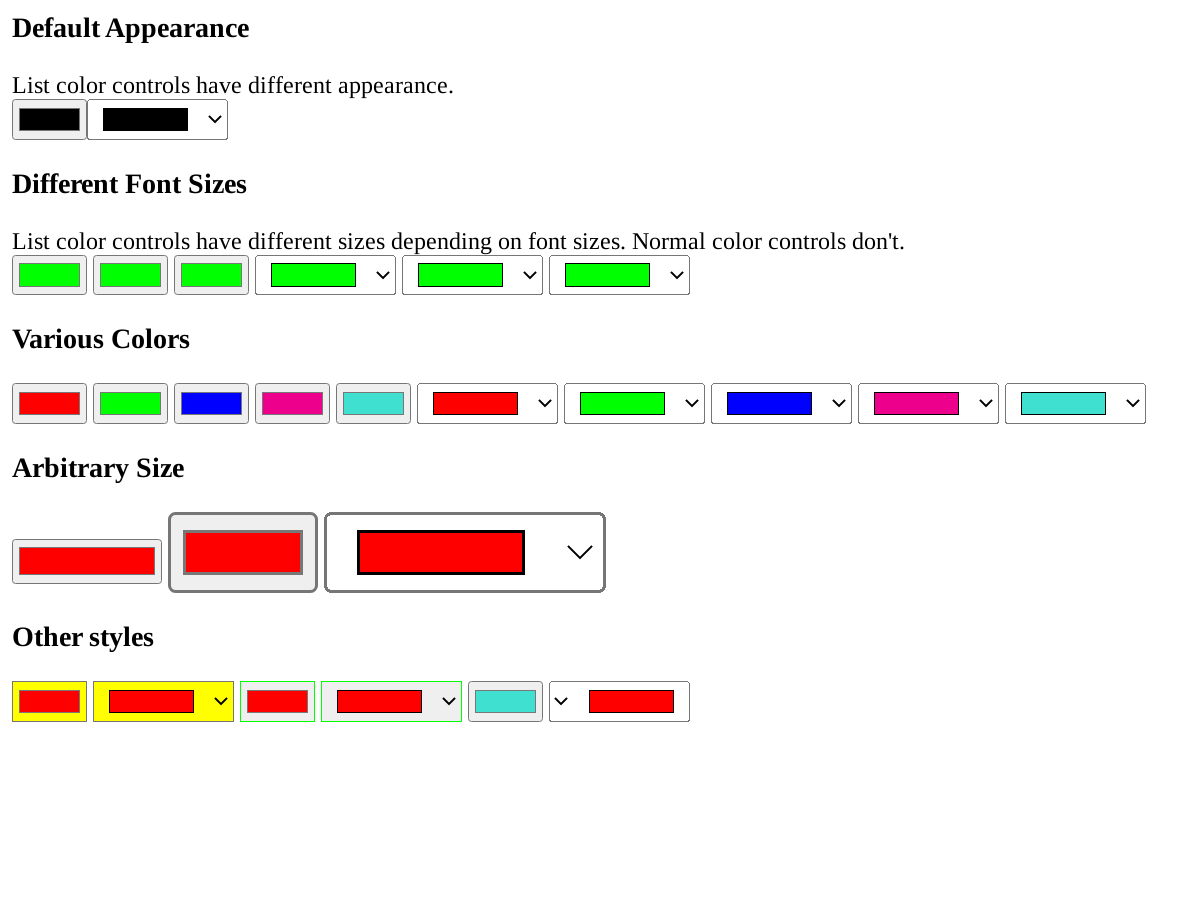 Default Appearance
List color controls have different appearance.
Different Font Sizes
List color controls have different sizes depending on font sizes. Normal color controls don't.
Various Colors
Arbitrary Size
Other styles